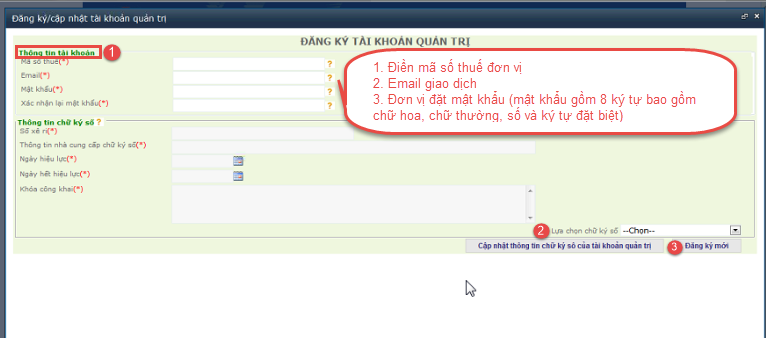 Đăng ký/cập nhật tài khoản quản trị
ĐĂNG KÝ TÀI KHOẢN QUẢN TRỊ
Thông tin tài khoản
1
Mã số thuế(*)
?
Email(*)
?
Mật khẩu(*)
?
Xác nhận lại mật khẩu(*)
?
1. Điền mã số thuế đơn vị
2. Email giao dịch
3. Đơn vị đặt mật khẩu (mật khẩu gồm 8 ký tự bao gồm
chữ hoa, chữ thường, số và ký tự đặt biệt)
Thông tin chữ ký số ?
Số xê ri(*)
Thông tin nhà cung cấp chữ ký số(*)
Ngày hiệu lực(*)
Ngày hết hiệu lực(*)
Khóa công khai(*)
2 Lựa chọn chữ ký số --Chọn--
Cập nhật thông tin chữ ký số của tài khoản quản trị 3 Đăng ký mới